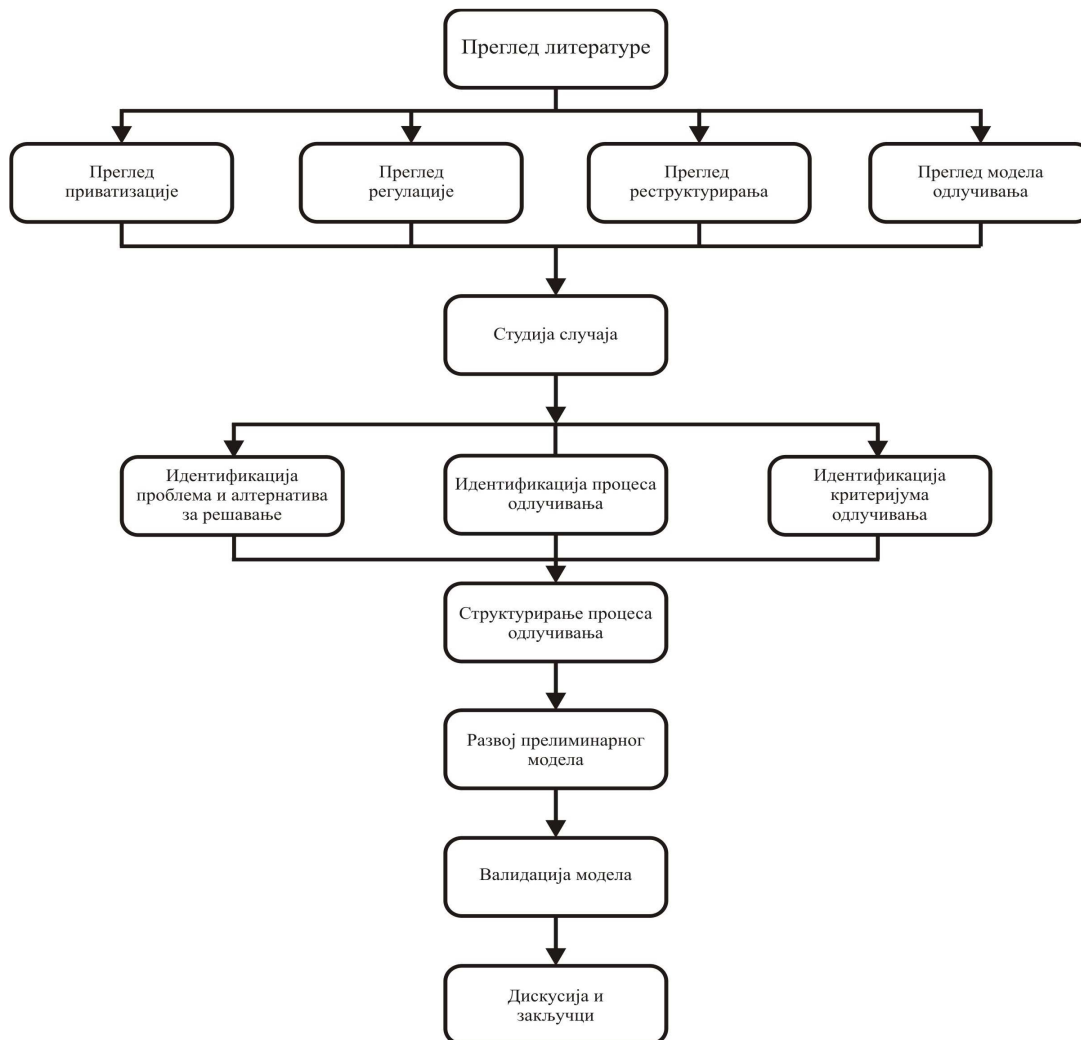 Преглед литературе
Преглед
приватизације
Преглед
регулације
Преглед
реструктурирања
Преглед модела
одлучивања
Студија случаја
Идентификација
проблема и алтернатива
за решавање
Идентификација процеса
одлучивања
Идентификација
критеријума
одлучивања
Структурирање процеса
одлучивања
Развој прелиминарног
модела
Валидација модела
Дискусија и
закључци